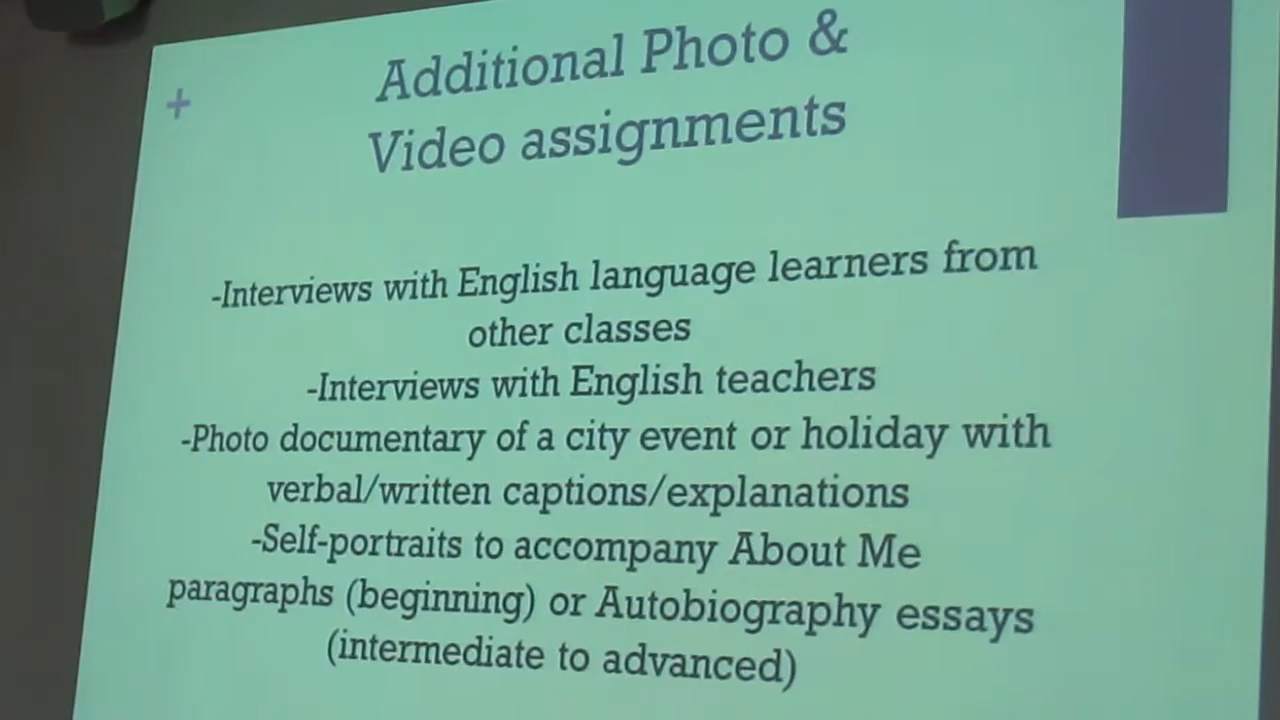 +
Additional Photo &
Video assignments
-Interviews with English language learners from
other classes
-Interviews with English teachers
-Photo documentary of a city event or holiday with
verbal/written captions/explanations
-Self-portraits to accompany About Me
paragraphs (beginning) or Autobiography essays
(intermediate to advanced)